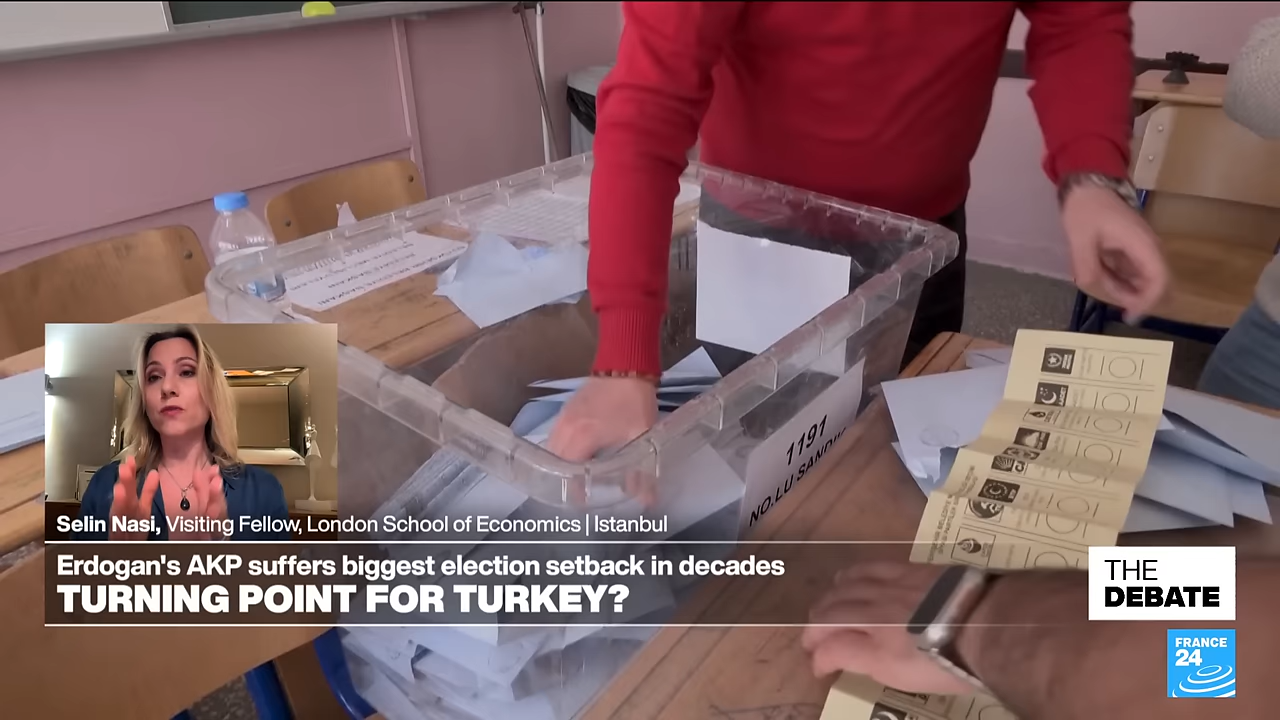 1191
NO.LU SANDIK
Selin Nasi, Visiting Fellow, London School of Economics | Istanbul
Erdogan's AKP suffers biggest election setback in decades
TURNING POINT FOR TURKEY?
THE
DEBATE
FRANCE
24